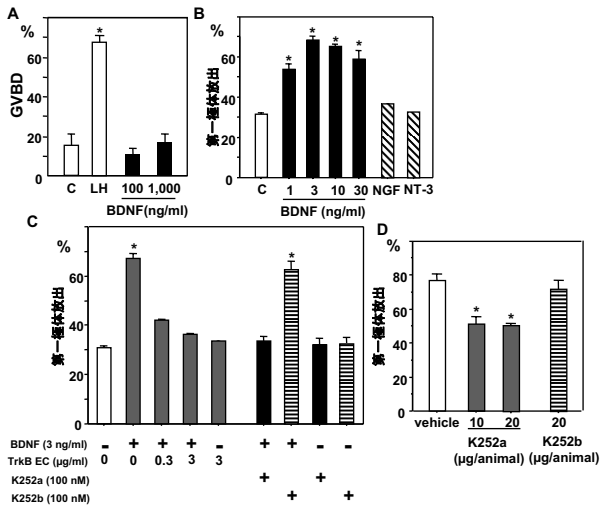 A
%
GVBD
80
60
40
20
0
C LH 100 1,000
BDNF(ng/ml)
*
B
%
第一極体放出
80
60
40
20
0
C 1 3 10 30 NGF NT-3
BDNF (ng/ml)
* * * *
C
%
第一極体放出
80
60
40
20
0
* *
BDNF (3 ng/ml) - + + + - + + - -
TrkB EC (μg/ml) 0 0 0.3 3 3
K252a (100 nM) + +
K252b (100 nM) + +
D
%
第一極体放出
100
80
60
40
20
0
* *
vehicle 10 20 20
K252a K252b
(μg/animal) (μg/animal)